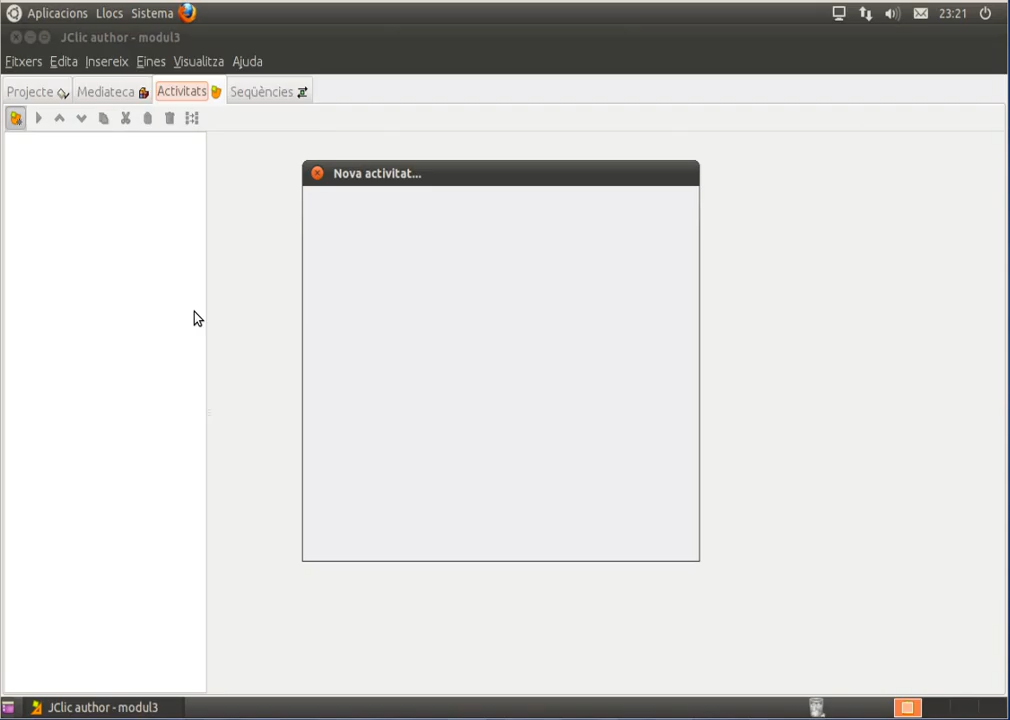 Aplicacions Llocs Sistema 23:21
JClic author - modul3
Fitxers Edita Insereix Eines Visualitza Ajuda
Projecte Mediateca Activitats Seqüències
Nova activitat...
JClic author - modul3